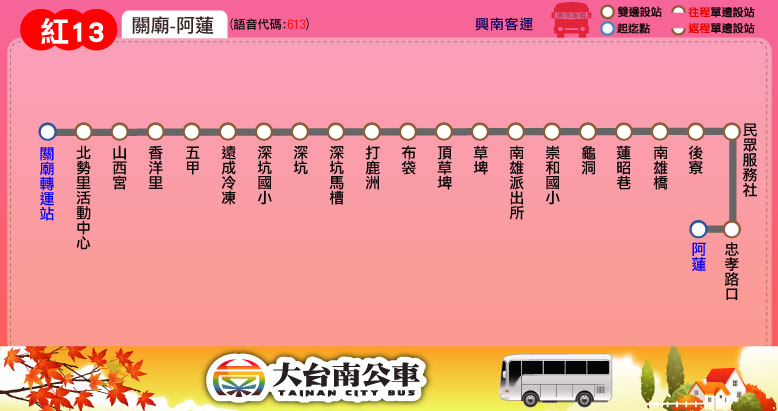 紅13
關廟-阿蓮
(語音代碼:613)
興南客運
雙邊設站
往程單邊設站
起迄點
返程單邊設站
關廟轉運站
北勢里活動中心
山西宮
香洋里
五甲
遠成冷凍
深坑國小
深坑
深坑馬槽
打鹿洲
布袋
頂草埤
草埤
南雄派出所
崇和國小
龜洞
蓮昭巷
南雄橋
後寮
民眾服務社
忠孝路口
阿蓮
大台南公車
TAINAN CITY BUS